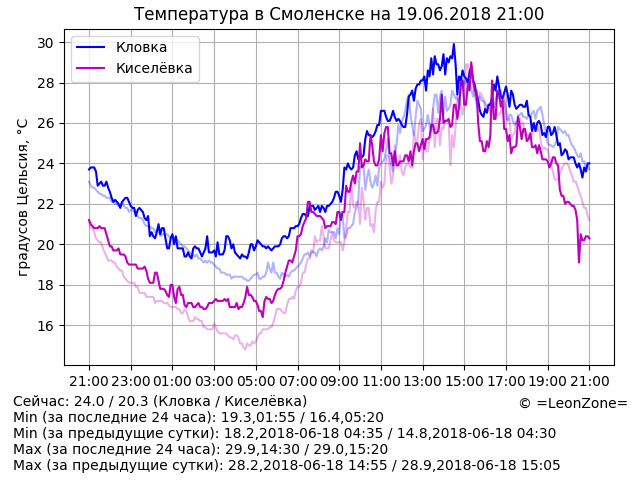 Температура в Смоленске на 19.06.2018 21:00
Кловка
Киселёвка
градусов Цельсия, °C
30
28
26
24
22
20
18
16
21:00 23:00 01:00 03:00 05:00 07:00 09:00 11:00 13:00 15:00 17:00 19:00 21:00
Сейчас: 24.0 / 20.3 (Кловка / Киселёвка)
© =LeonZone=
Min (за последние 24 часа): 19.3,01:55 / 16.4,05:20
Min (за предыдущие сутки): 18.2,2018-06-18 04:35 / 14.8,2018-06-18 04:30
Max (за последние 24 часа): 29.9,14:30 / 29.0,15:20
Max (за предыдущие сутки): 28.2,2018-06-18 14:55 / 28.9,2018-06-18 15:05